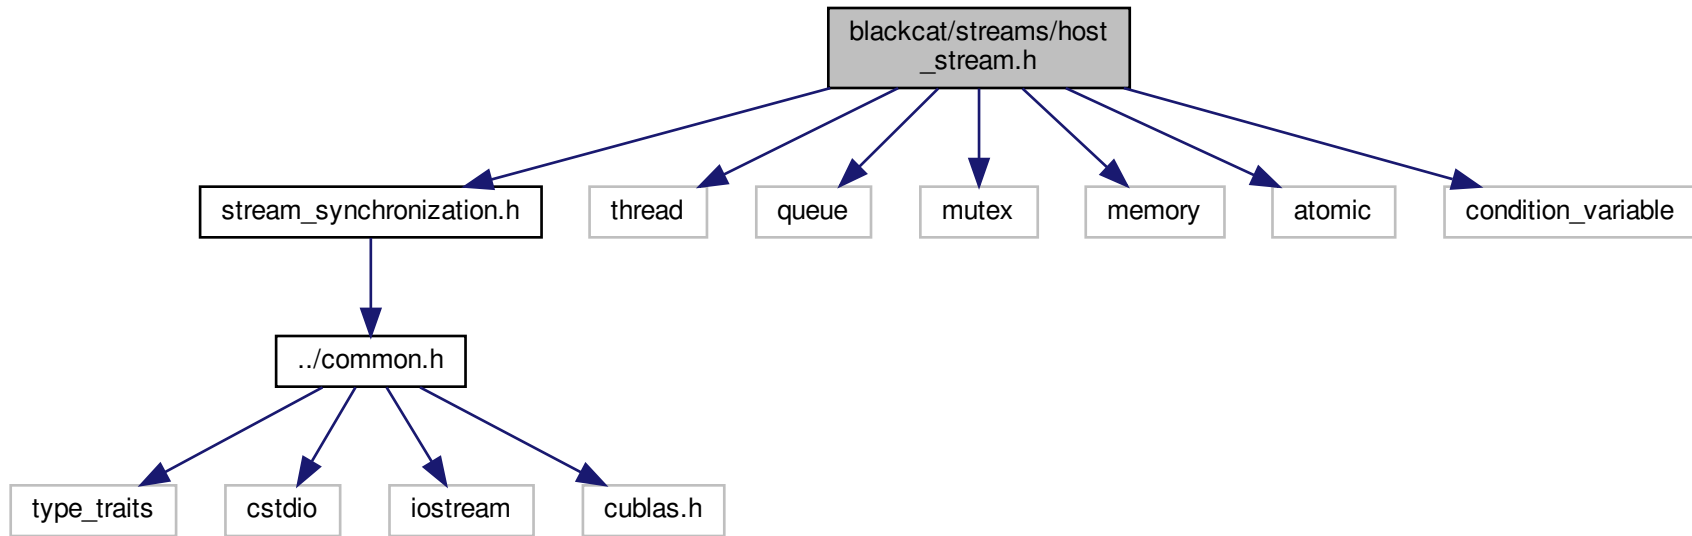 blackcat/streams/host
_stream.h
stream_synchronization.h
thread
queue
mutex
memory
atomic
condition_variable
../common.h
type_traits
cstdio
iostream
cublas.h